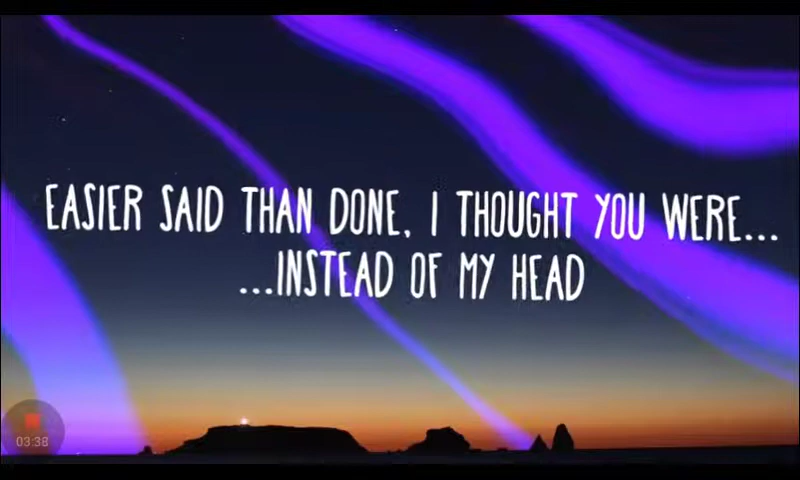 EASIER SAID THAN DONE, I THOUGHT YOU WERE...
...INSTEAD OF MY HEAD
03:38